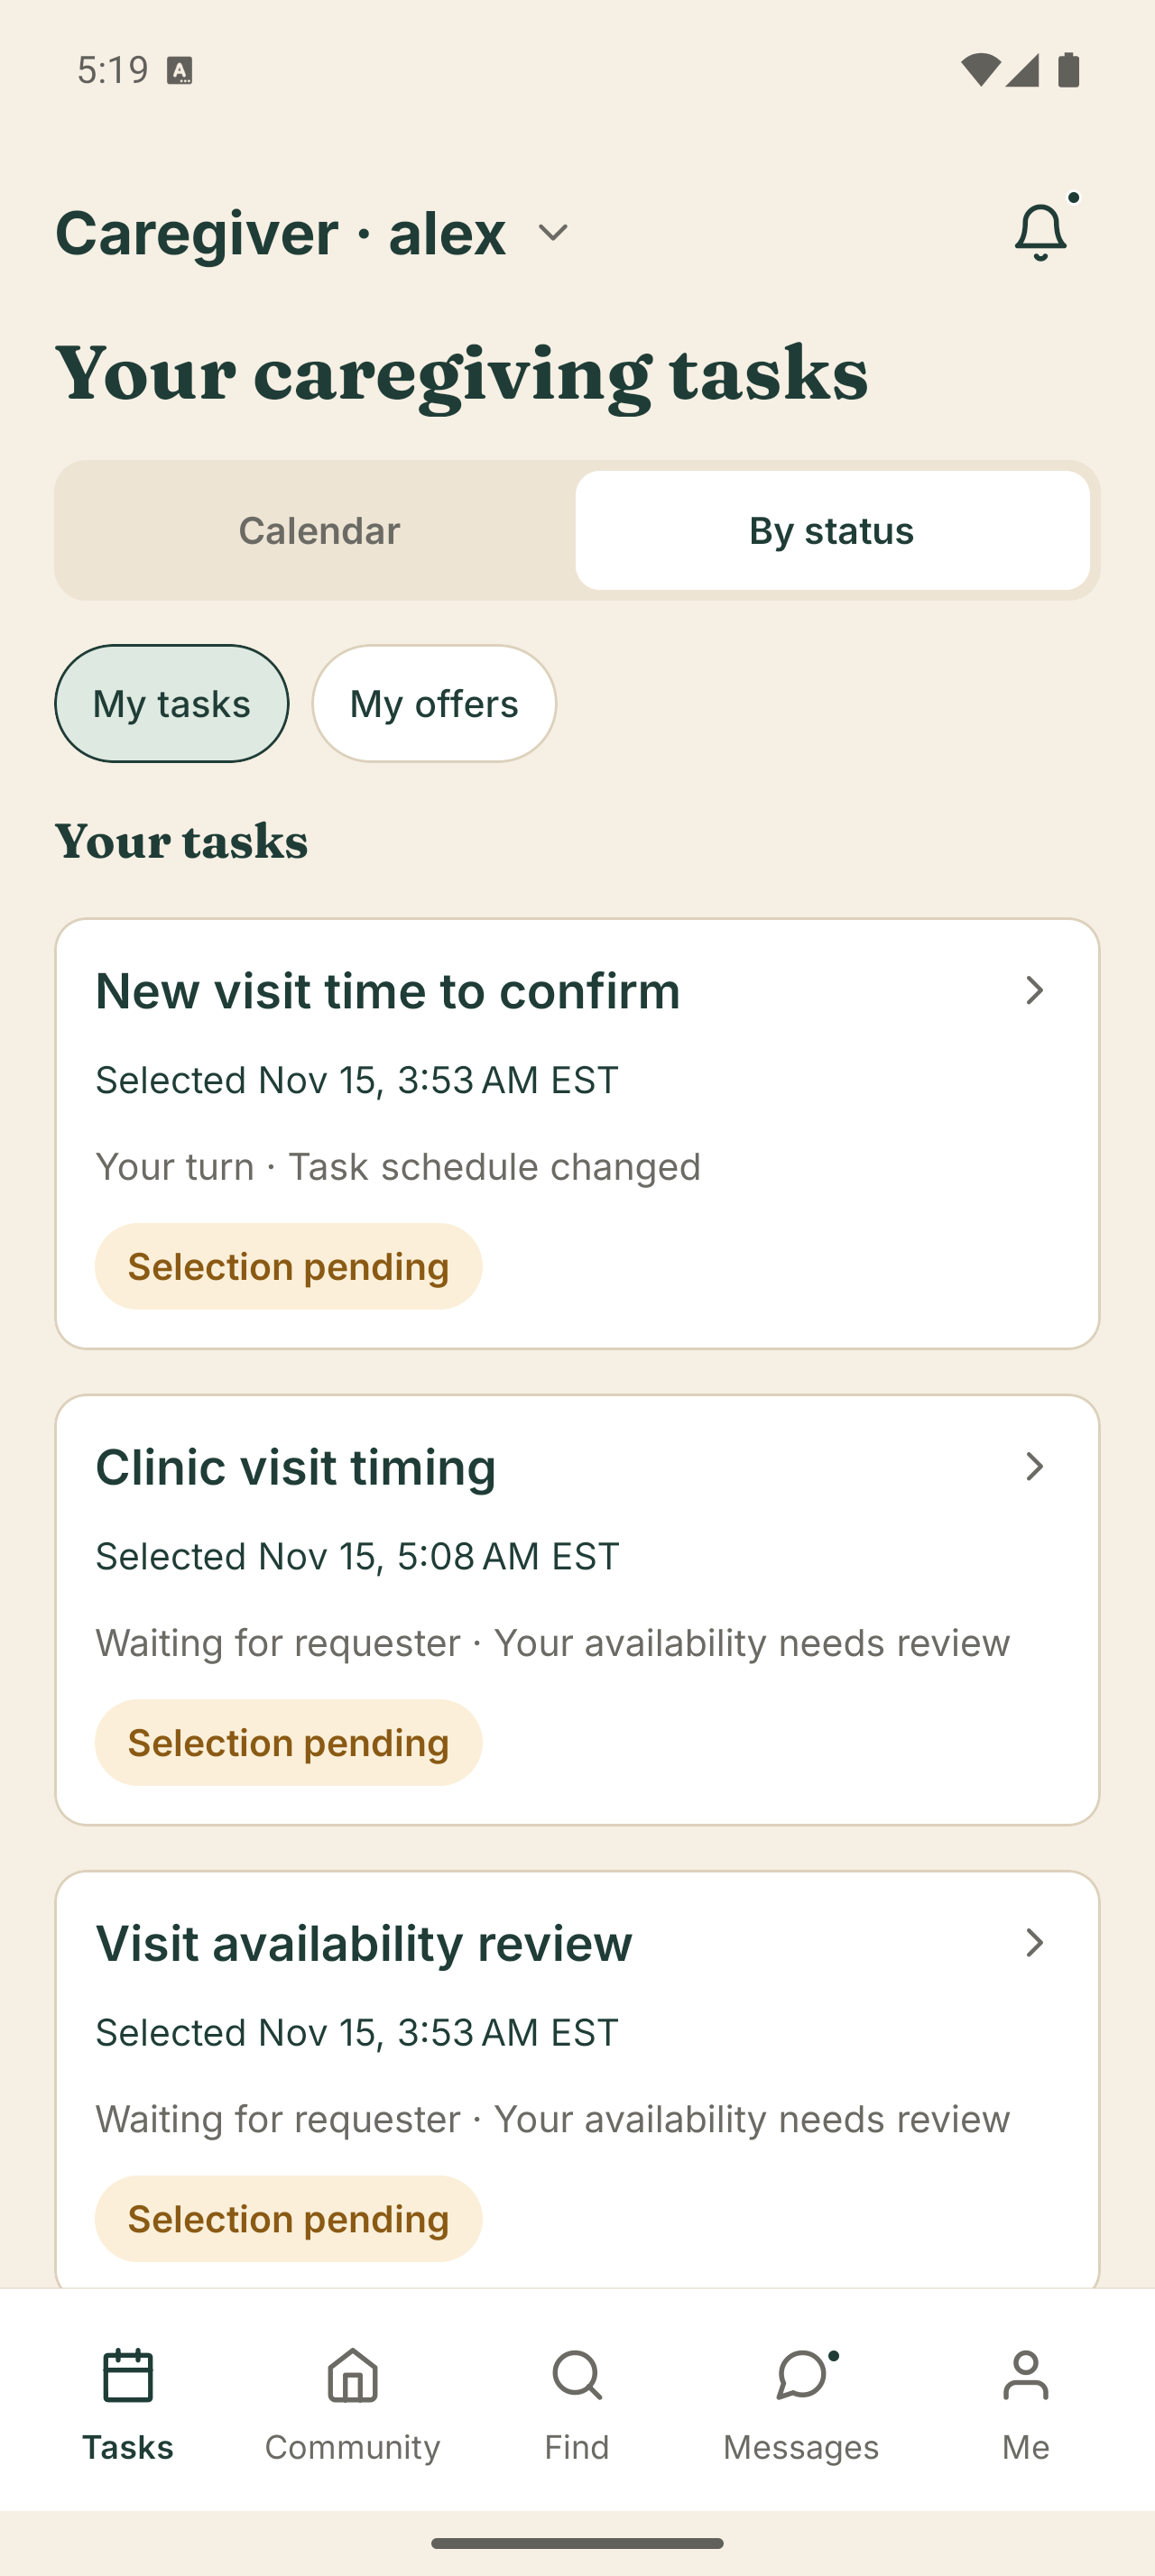 5:19
Caregiver · alex
Your caregiving tasks
Calendar
By status
My tasks
My offers
Your tasks
New visit time to confirm
Selected Nov 15, 3:53 AM EST
Your turn · Task schedule changed
Selection pending
Clinic visit timing
Selected Nov 15, 5:08 AM EST
Waiting for requester · Your availability needs review
Selection pending
Visit availability review
Selected Nov 15, 3:53 AM EST
Waiting for requester · Your availability needs review
Selection pending
Tasks
Community
Find
Messages
Me